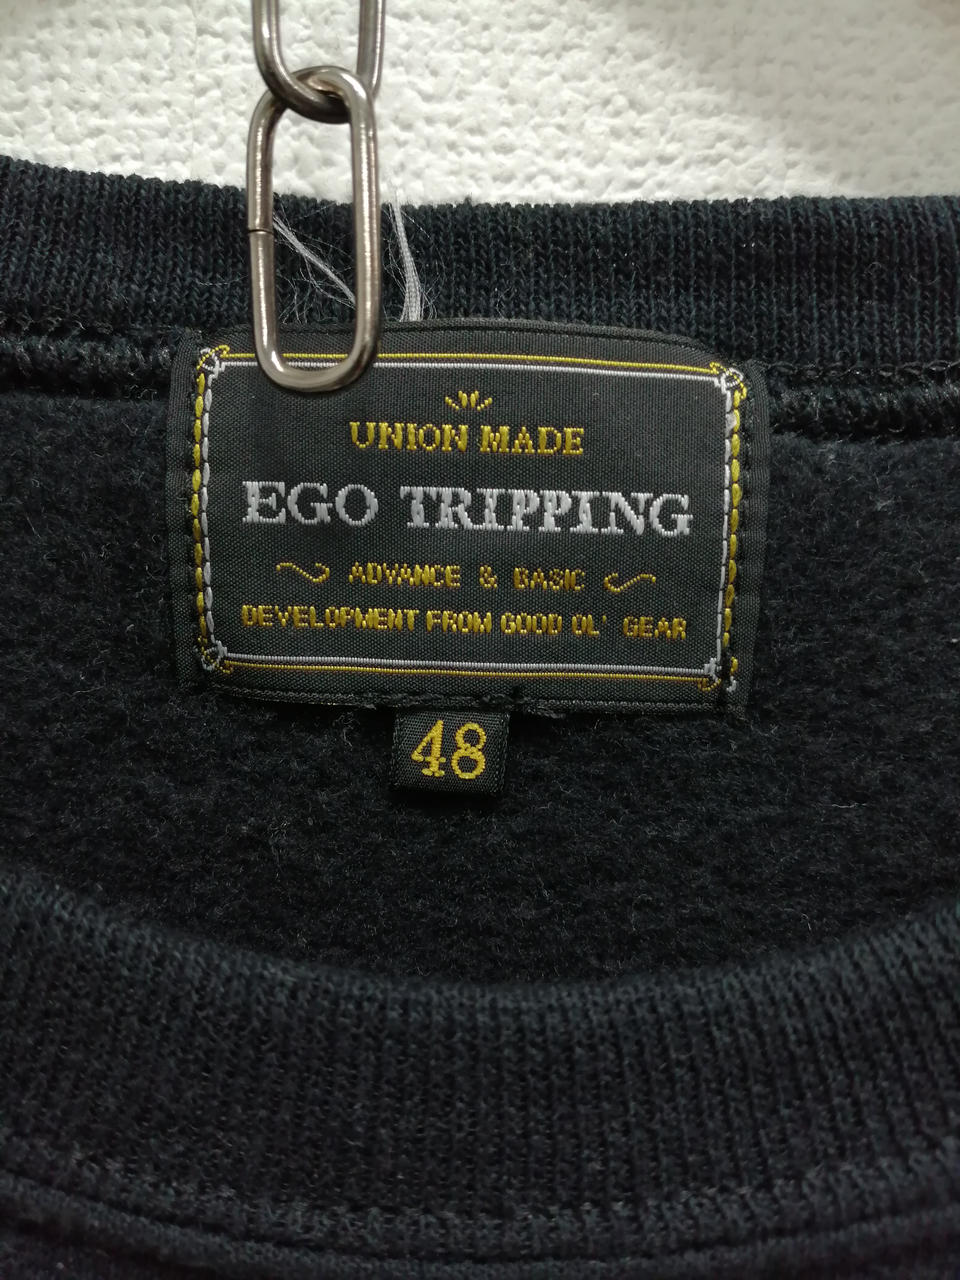 UNION MADE
EGO TRIPPING
ADVANCE & BASIC
DEVELOPMENT FROM GOOD OL' GEAR
48